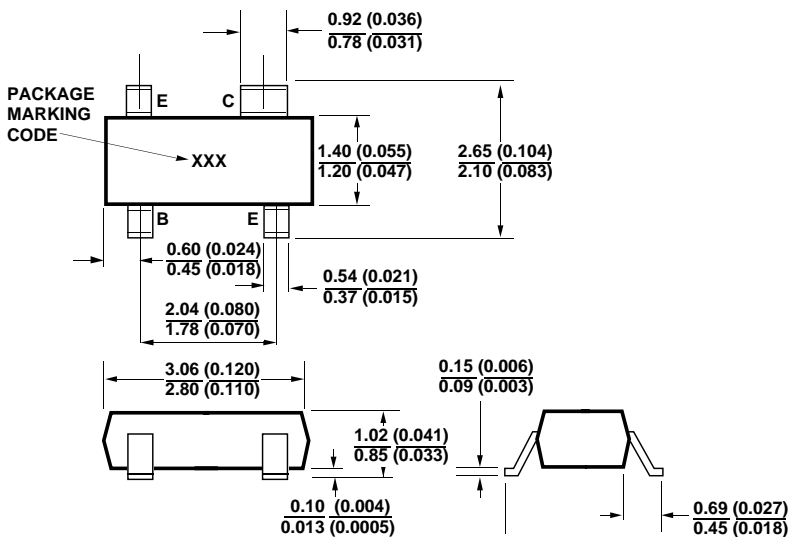 0.92 (0.036)
0.78 (0.031)
PACKAGE
MARKING
CODE
E
C
XXX
1.40 (0.055)
1.20 (0.047)
2.65 (0.104)
2.10 (0.083)
B
E
0.60 (0.024)
0.45 (0.018)
0.54 (0.021)
0.37 (0.015)
2.04 (0.080)
1.78 (0.070)
3.06 (0.120)
2.80 (0.110)
0.15 (0.006)
0.09 (0.003)
1.02 (0.041)
0.85 (0.033)
0.10 (0.004)
0.013 (0.0005)
0.69 (0.027)
0.45 (0.018)